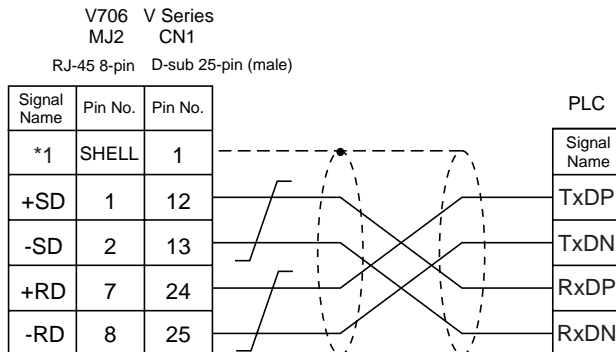 V706 V Series
MJ2 CN1
RJ-45 8-pin D-sub 25-pin (male)
PLC
Signal Name Pin No. Pin No. Signal Name
*1 SHELL 1
+SD 1 12 TxDP
-SD 2 13 TxDN
+RD 7 24 RxDP
-RD 8 25 RxDN